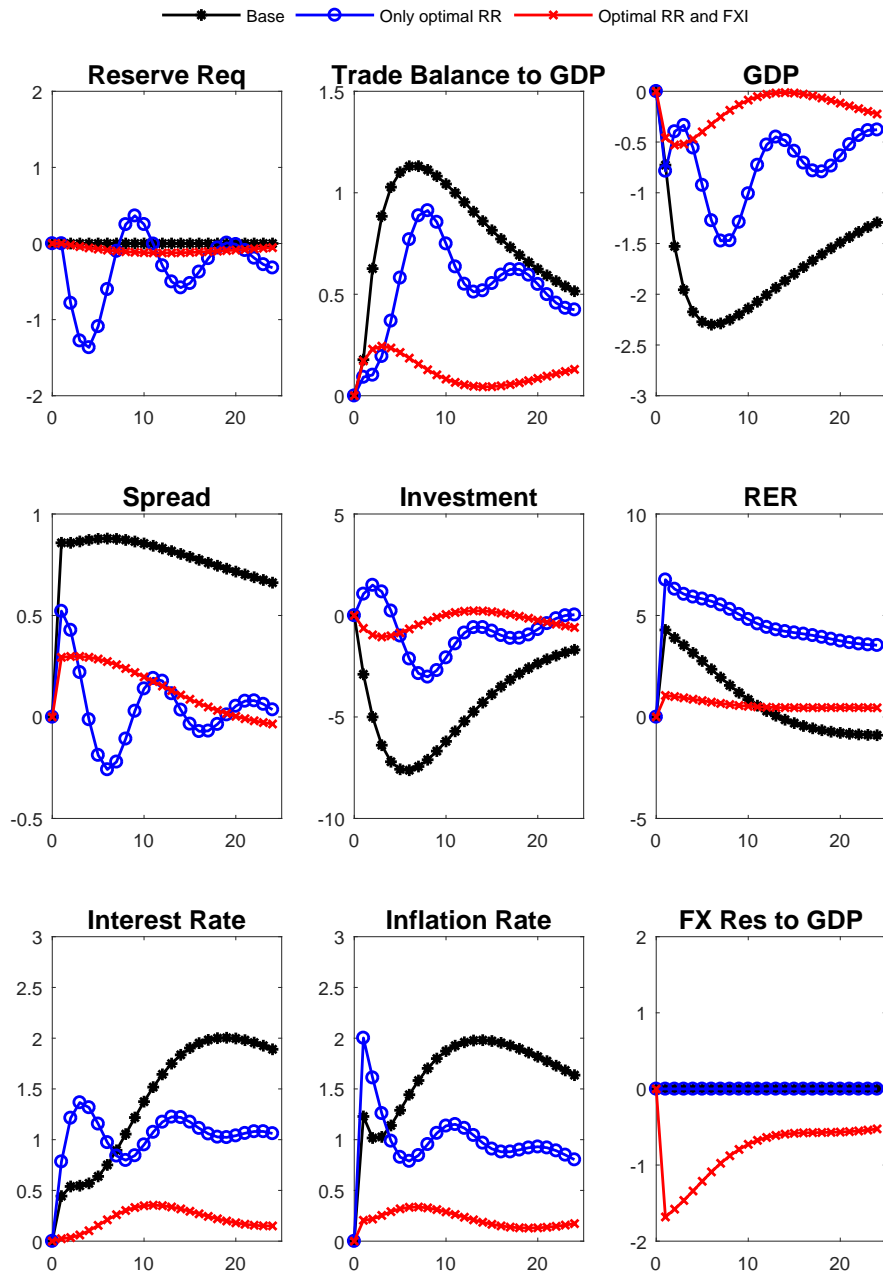 Base Only optimal RR Optimal RR and FXI
Reserve Req Trade Balance to GDP GDP
2 1.5 0
-0.5
1 1 -1
0 -1.5
-1 0.5 -2
-2.5
-2 0 -3
0 10 20 0 10 20 0 10 20
Spread Investment RER
1 5 10
0.5 0 5
0 -5 0
-0.5 -10 -5
0 10 20 0 10 20 0 10 20
Interest Rate Inflation Rate FX Res to GDP
3 3 2
2.5 2.5
2 2 1
1.5 1.5 0
1 1 -1
0.5 0.5
0 0 -2
0 10 20 0 10 20 0 10 20